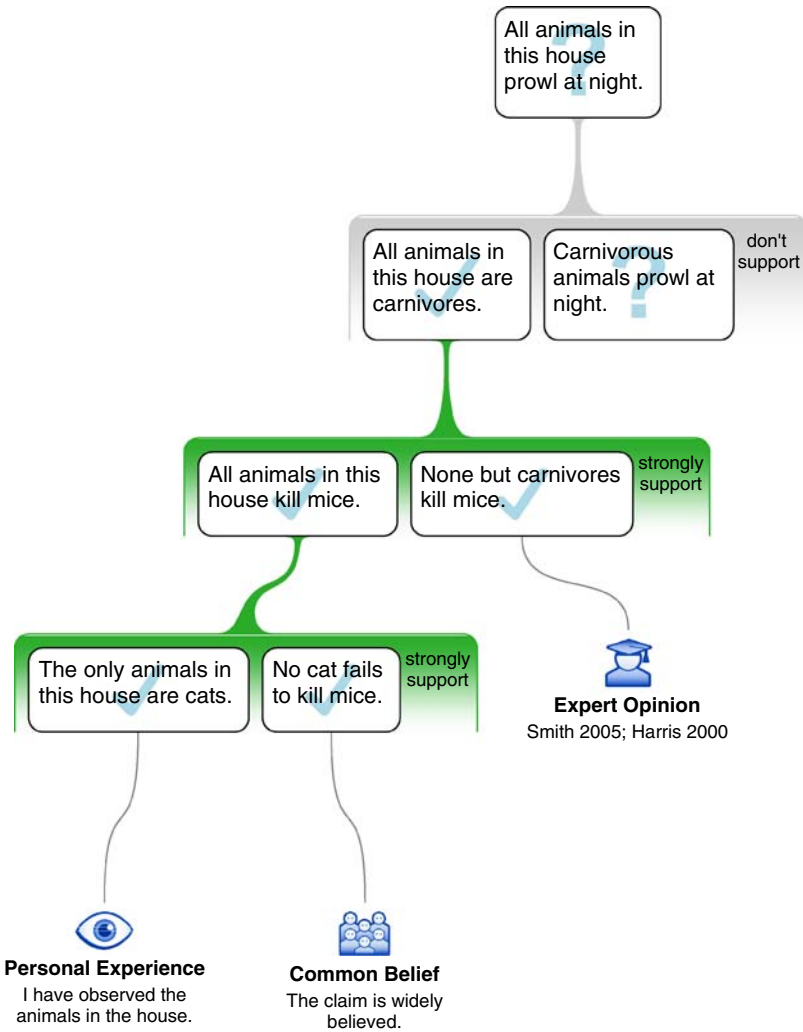 All animals in
this house
prowl at night.
All animals in
this house are
carnivores.
Carnivorous
animals prowl at
night.
don't
support
All animals in this
house kill mice.
None but carnivores
kill mice.
strongly
support
The only animals in
this house are cats.
No cat fails
to kill mice.
strongly
support
Expert Opinion
Smith 2005; Harris 2000
Personal Experience
I have observed the
animals in the house.
Common Belief
The claim is widely
believed.